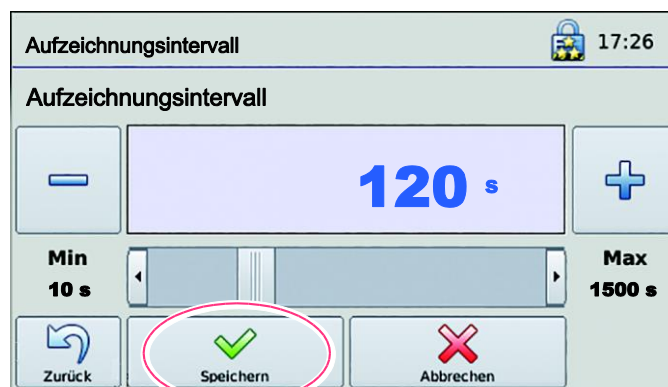 Aufzeichnungsintervall 17:26
Aufzeichnungsintervall
120 s
Min Max
10 s 1500 s
Zurück Speichern Abbrechen